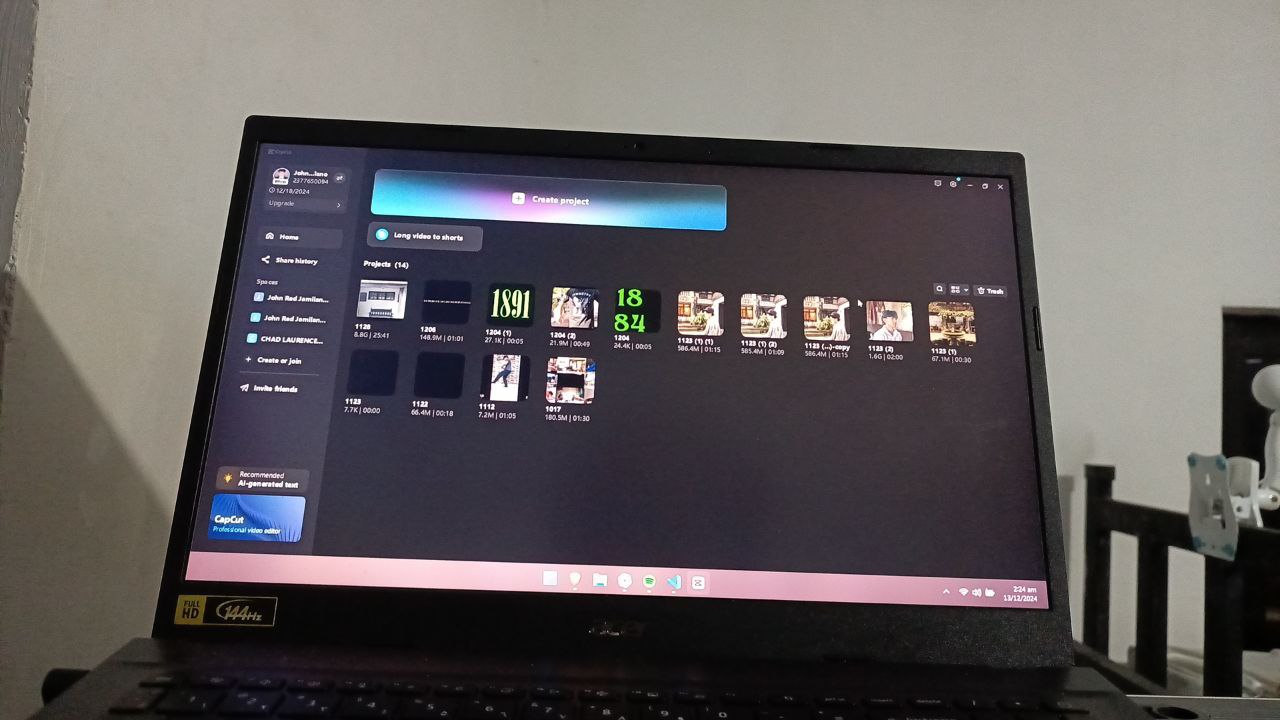 CapCut
John...lano
2377650084
12/18/2024
Upgrade
Create project
Home
Long video to shorts
Share history
Projects (14)
Trash
Spaces
John Rod Jamilan...
John Rod Jamilan...
CHAD LAURENCE...
Create or join
Invite friends
1891
18
84
1128
8.8G | 25:41
1206
148.9M | 01:01
1204 (1)
27.1K | 00:05
1204 (2)
21.9M | 00:49
1204
24.4K | 00:05
1123 (1) (1)
586.4M | 01:15
1123 (1) (2)
585.4M | 01:09
1123 (...)-copy
586.4M | 01:15
1123 (2)
1.6G | 02:00
1123 (1)
67.1M | 00:30
1123
7.7K | 00:00
1122
66.4M | 00:18
1112
7.2M | 01:05
1017
180.5M | 01:30
Recommended
AI-generated text
CapCut
Professional video editor
2:24 am
13/12/2024
FULL HD
144Hz
acer